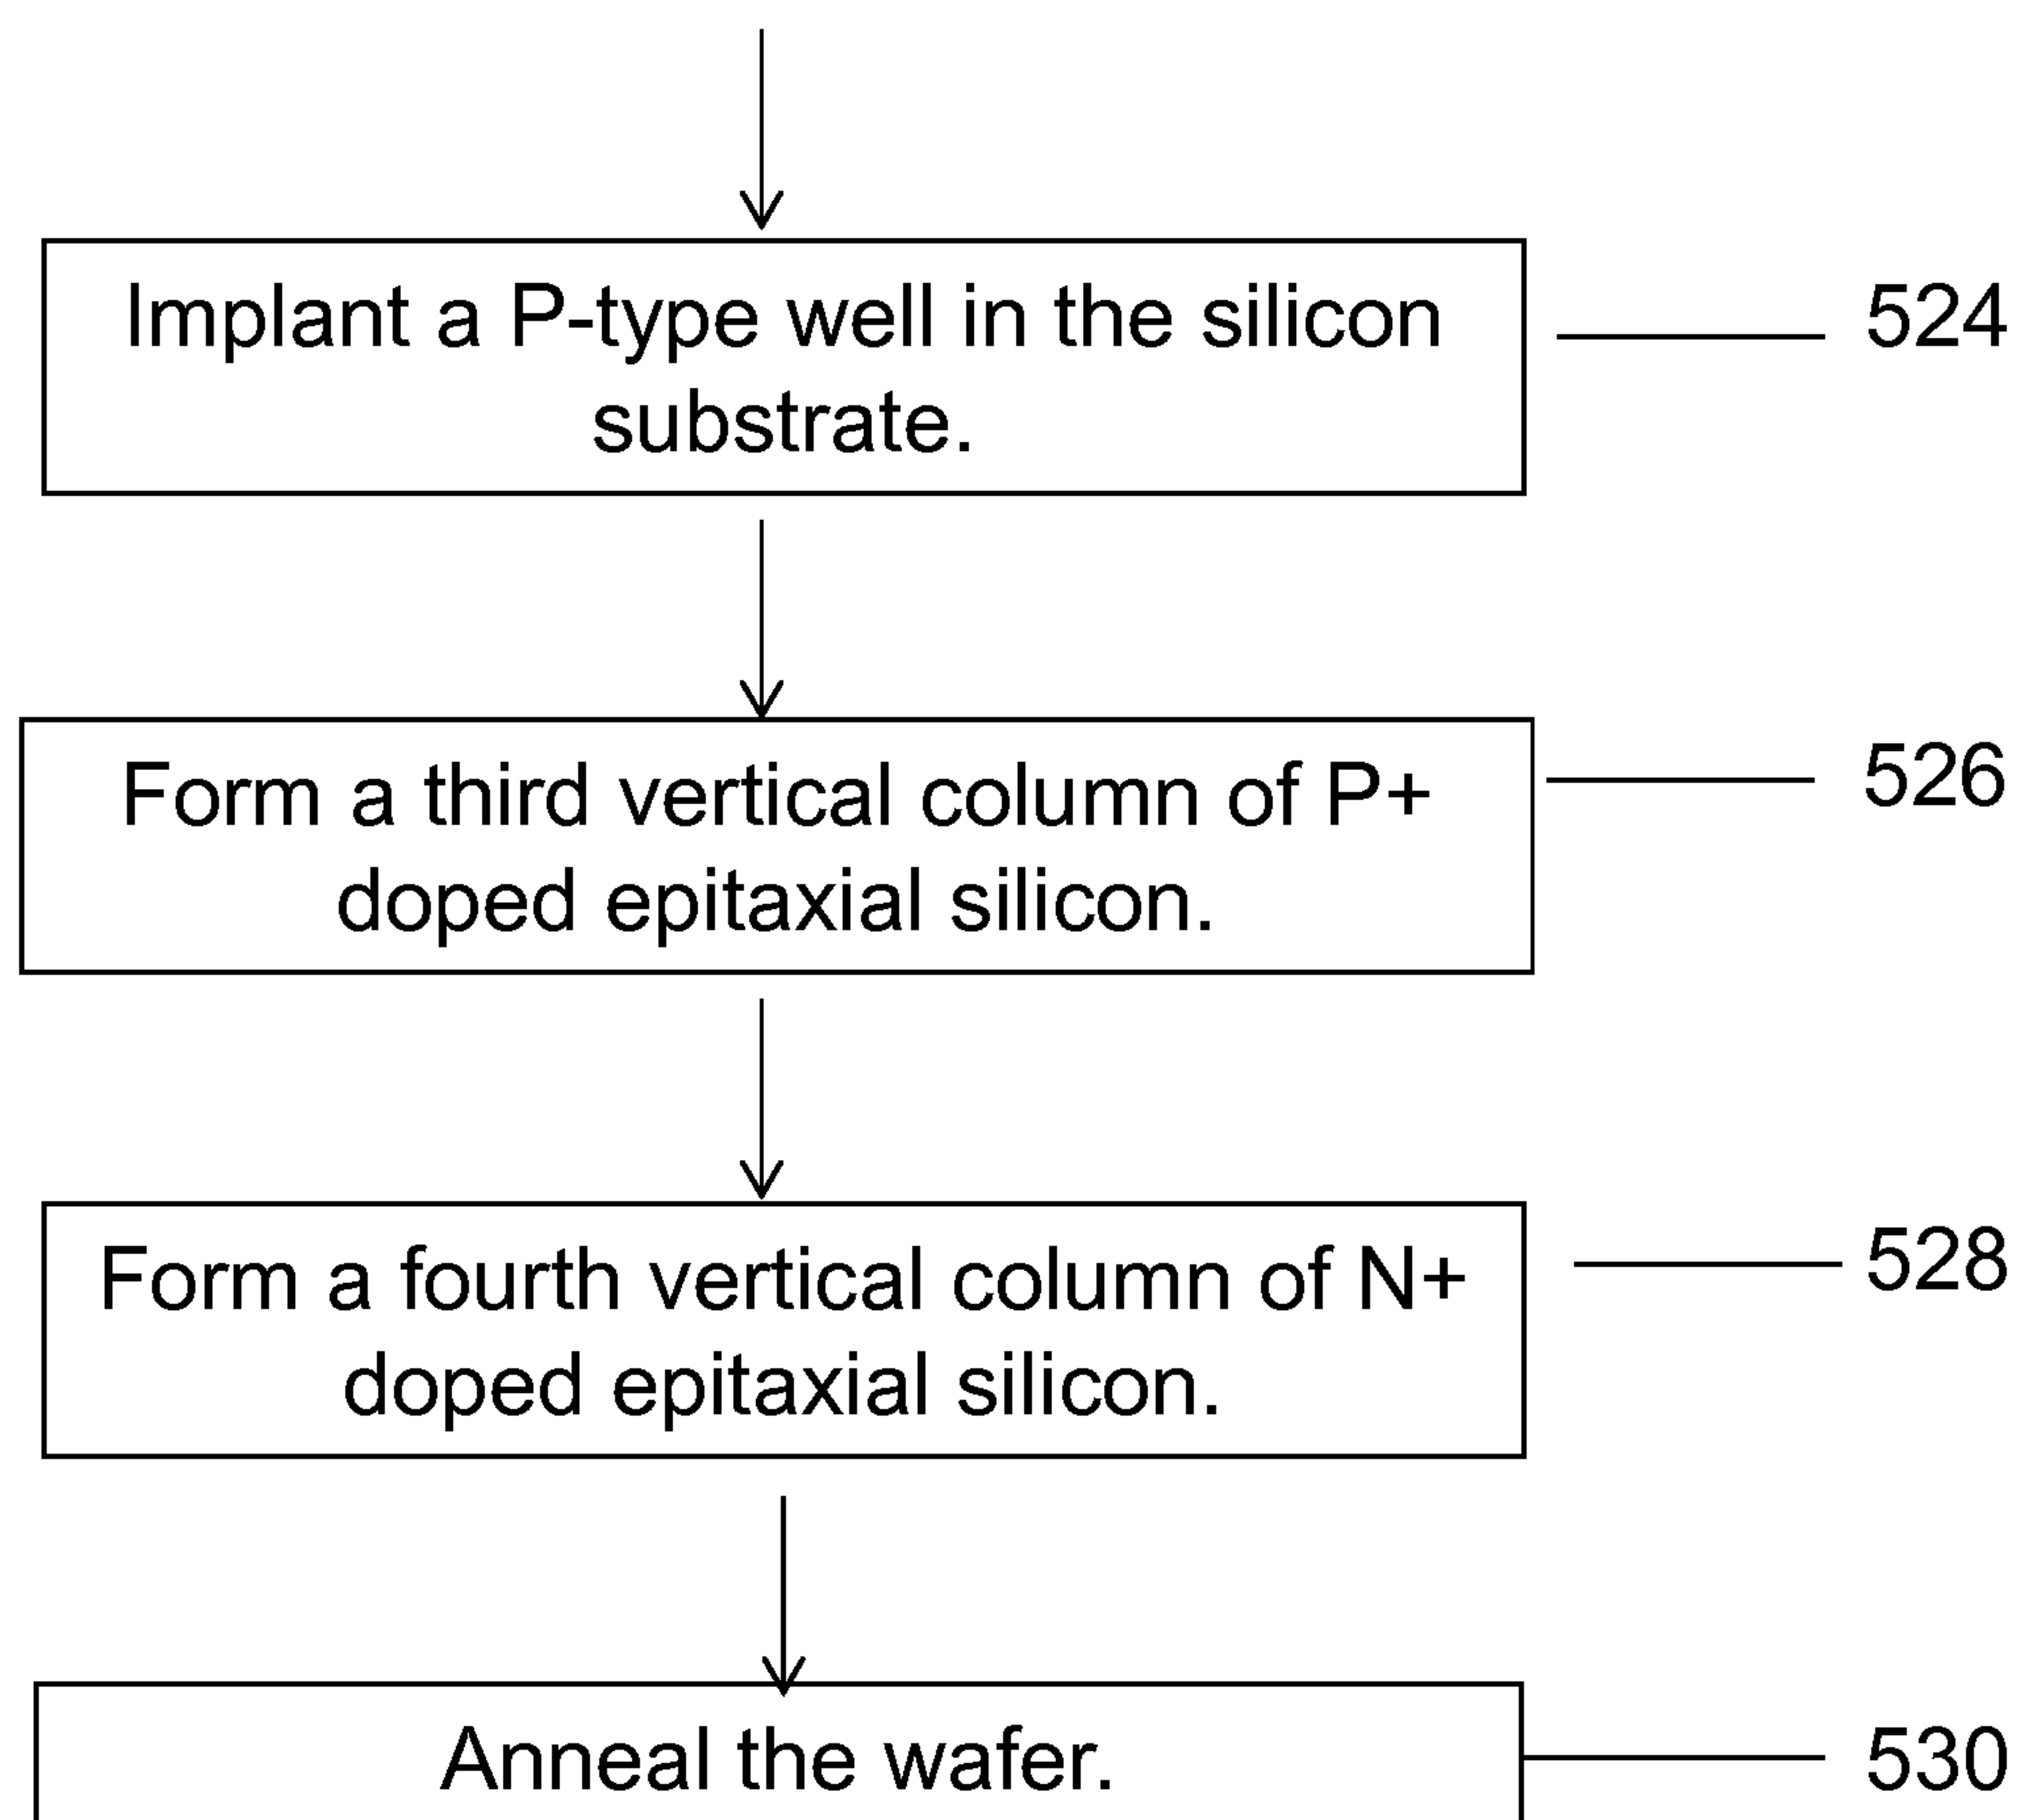 Implant a P-type well in the silicon
substrate.
524
Form a third vertical column of P+
doped epitaxial silicon.
526
Form a fourth vertical column of N+
doped epitaxial silicon.
528
Anneal the wafer.
530